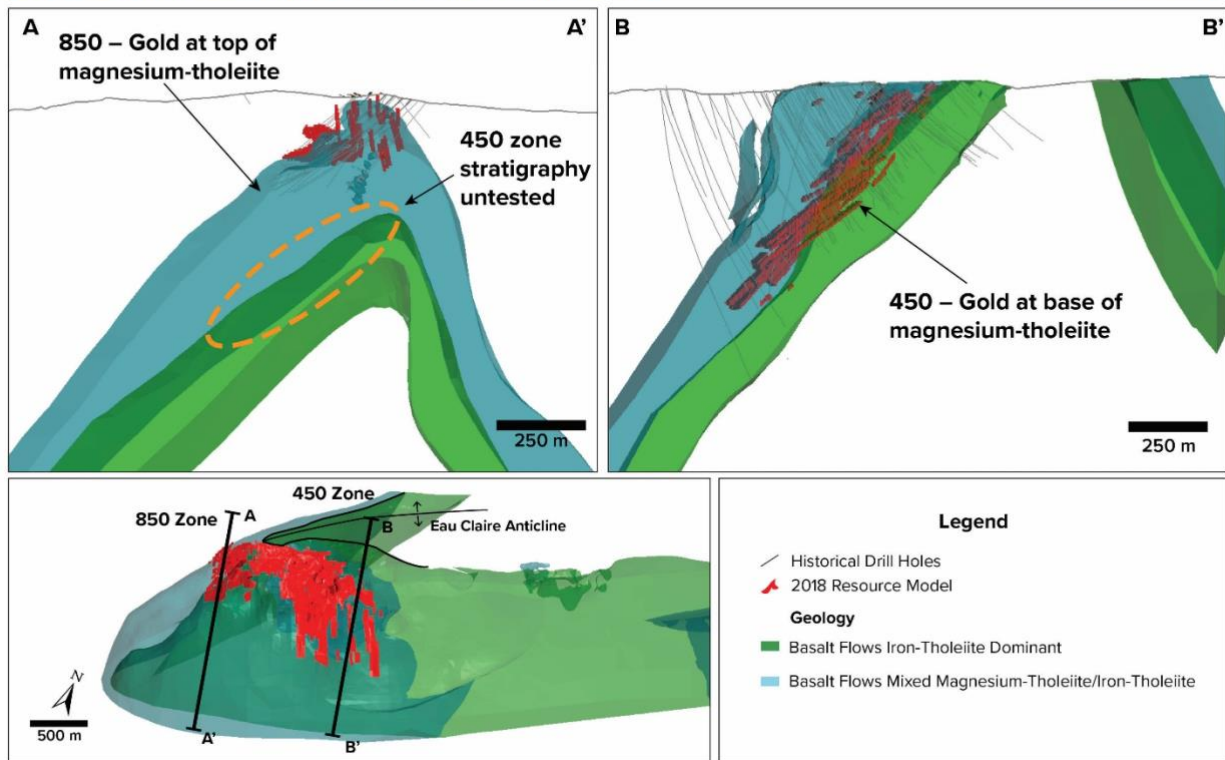 A
A’
850 – Gold at top of
magnesium-tholeiite
450 zone
stratigraphy
untested
250 m
B
B’
450 – Gold at base of
magnesium-tholeiite
250 m
450 Zone
850 Zone
A
B
Eau Claire Anticline
N
500 m
A’
B’
Legend
Historical Drill Holes
2018 Resource Model
Geology
Basalt Flows Iron-Tholeiite Dominant
Basalt Flows Mixed Magnesium-Tholeiite/Iron-Tholeiite